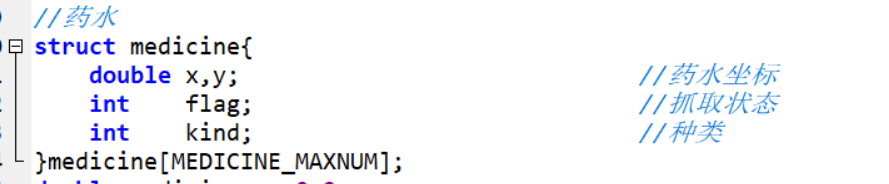 //药水
struct medicine{
double x,y; //药水坐标
int flag; //抓取状态
int kind; //种类
}medicine[MEDICINE_MAXNUM];